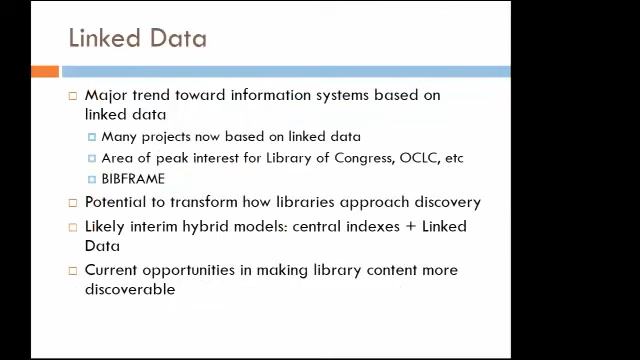 Linked Data
Major trend toward information systems based on
linked data
Many projects now based on linked data
Area of peak interest for Library of Congress, OCLC, etc
BIBFRAME
Potential to transform how libraries approach discovery
Likely interim hybrid models: central indexes + Linked
Data
Current opportunities in making library content more
discoverable